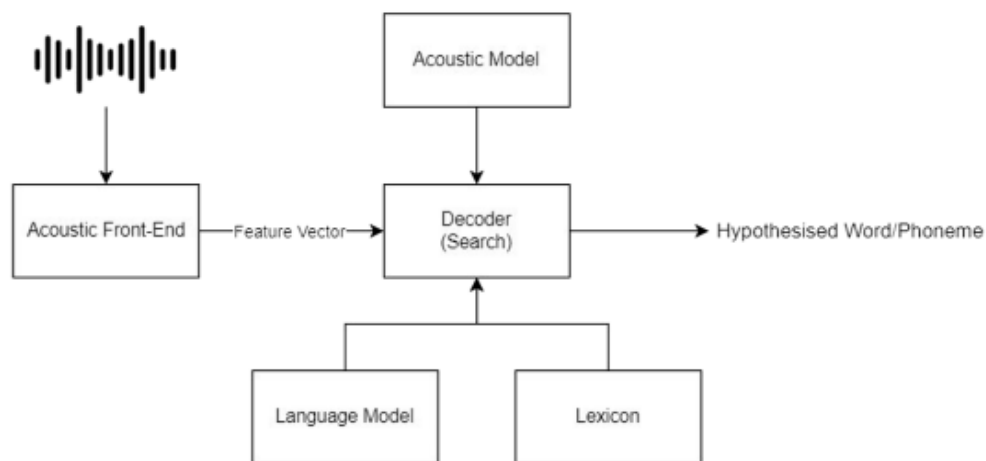 Acoustic Model
Acoustic Front-End
Feature Vector
Decoder
(Search)
Hypothesised Word/Phoneme
Language Model
Lexicon